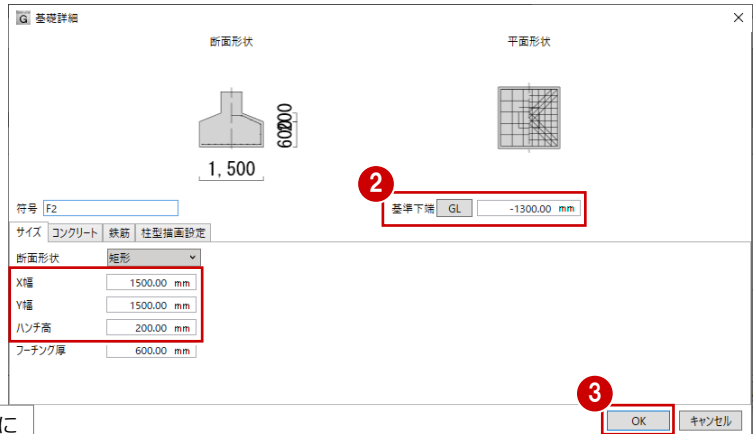 G 基礎詳細
断面形状
平面形状
1,500
2
符号 F2
基準下端 GL -1300.00 mm
サイズ コンクリート 鉄筋 柱型描画設定
断面形状 矩形
X幅 1500.00 mm
Y幅 1500.00 mm
ハンチ高 200.00 mm
フーチング厚 600.00 mm
3
OK キャンセル
に